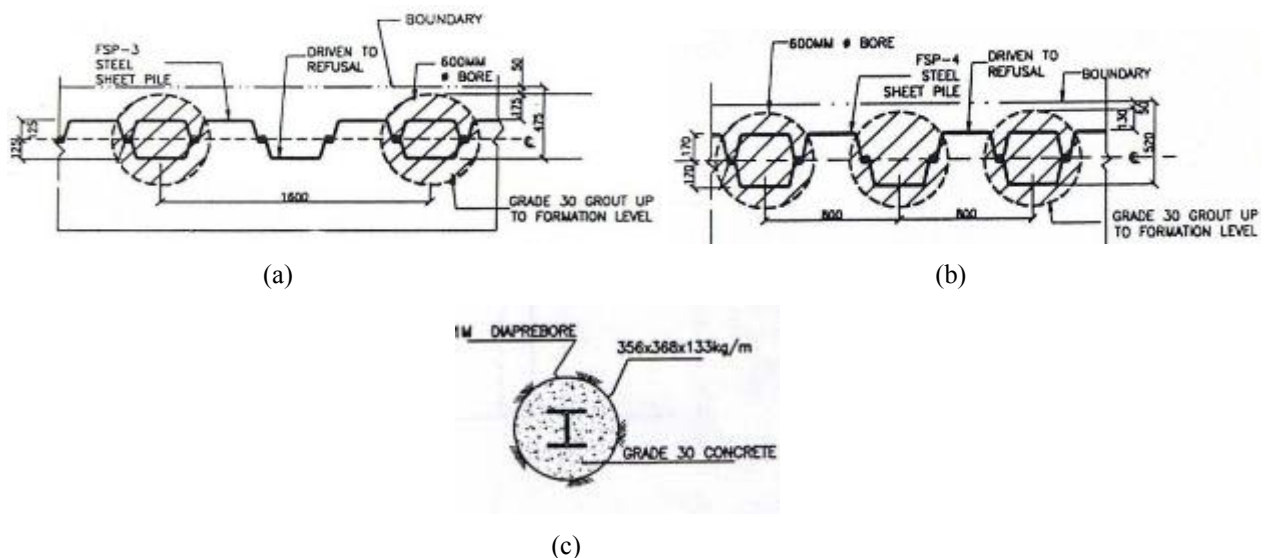 BOUNDARY
FSP-3
STEEL
SHEET PILE
DRIVEN TO
REFUSAL
600MM
Ø BORE
50
175
475
125
125
1600
GRADE 30 GROUT UP
TO FORMATION LEVEL
(a)
600MM Ø BORE
FSP-4
STEEL
SHEET PILE
DRIVEN TO
REFUSAL
BOUNDARY
50
130
520
170
170
800
800
GRADE 30 GROUT UP
TO FORMATION LEVEL
(b)
1M DIAPREBORE
356x368x133kg/m
GRADE 30 CONCRETE
(c)